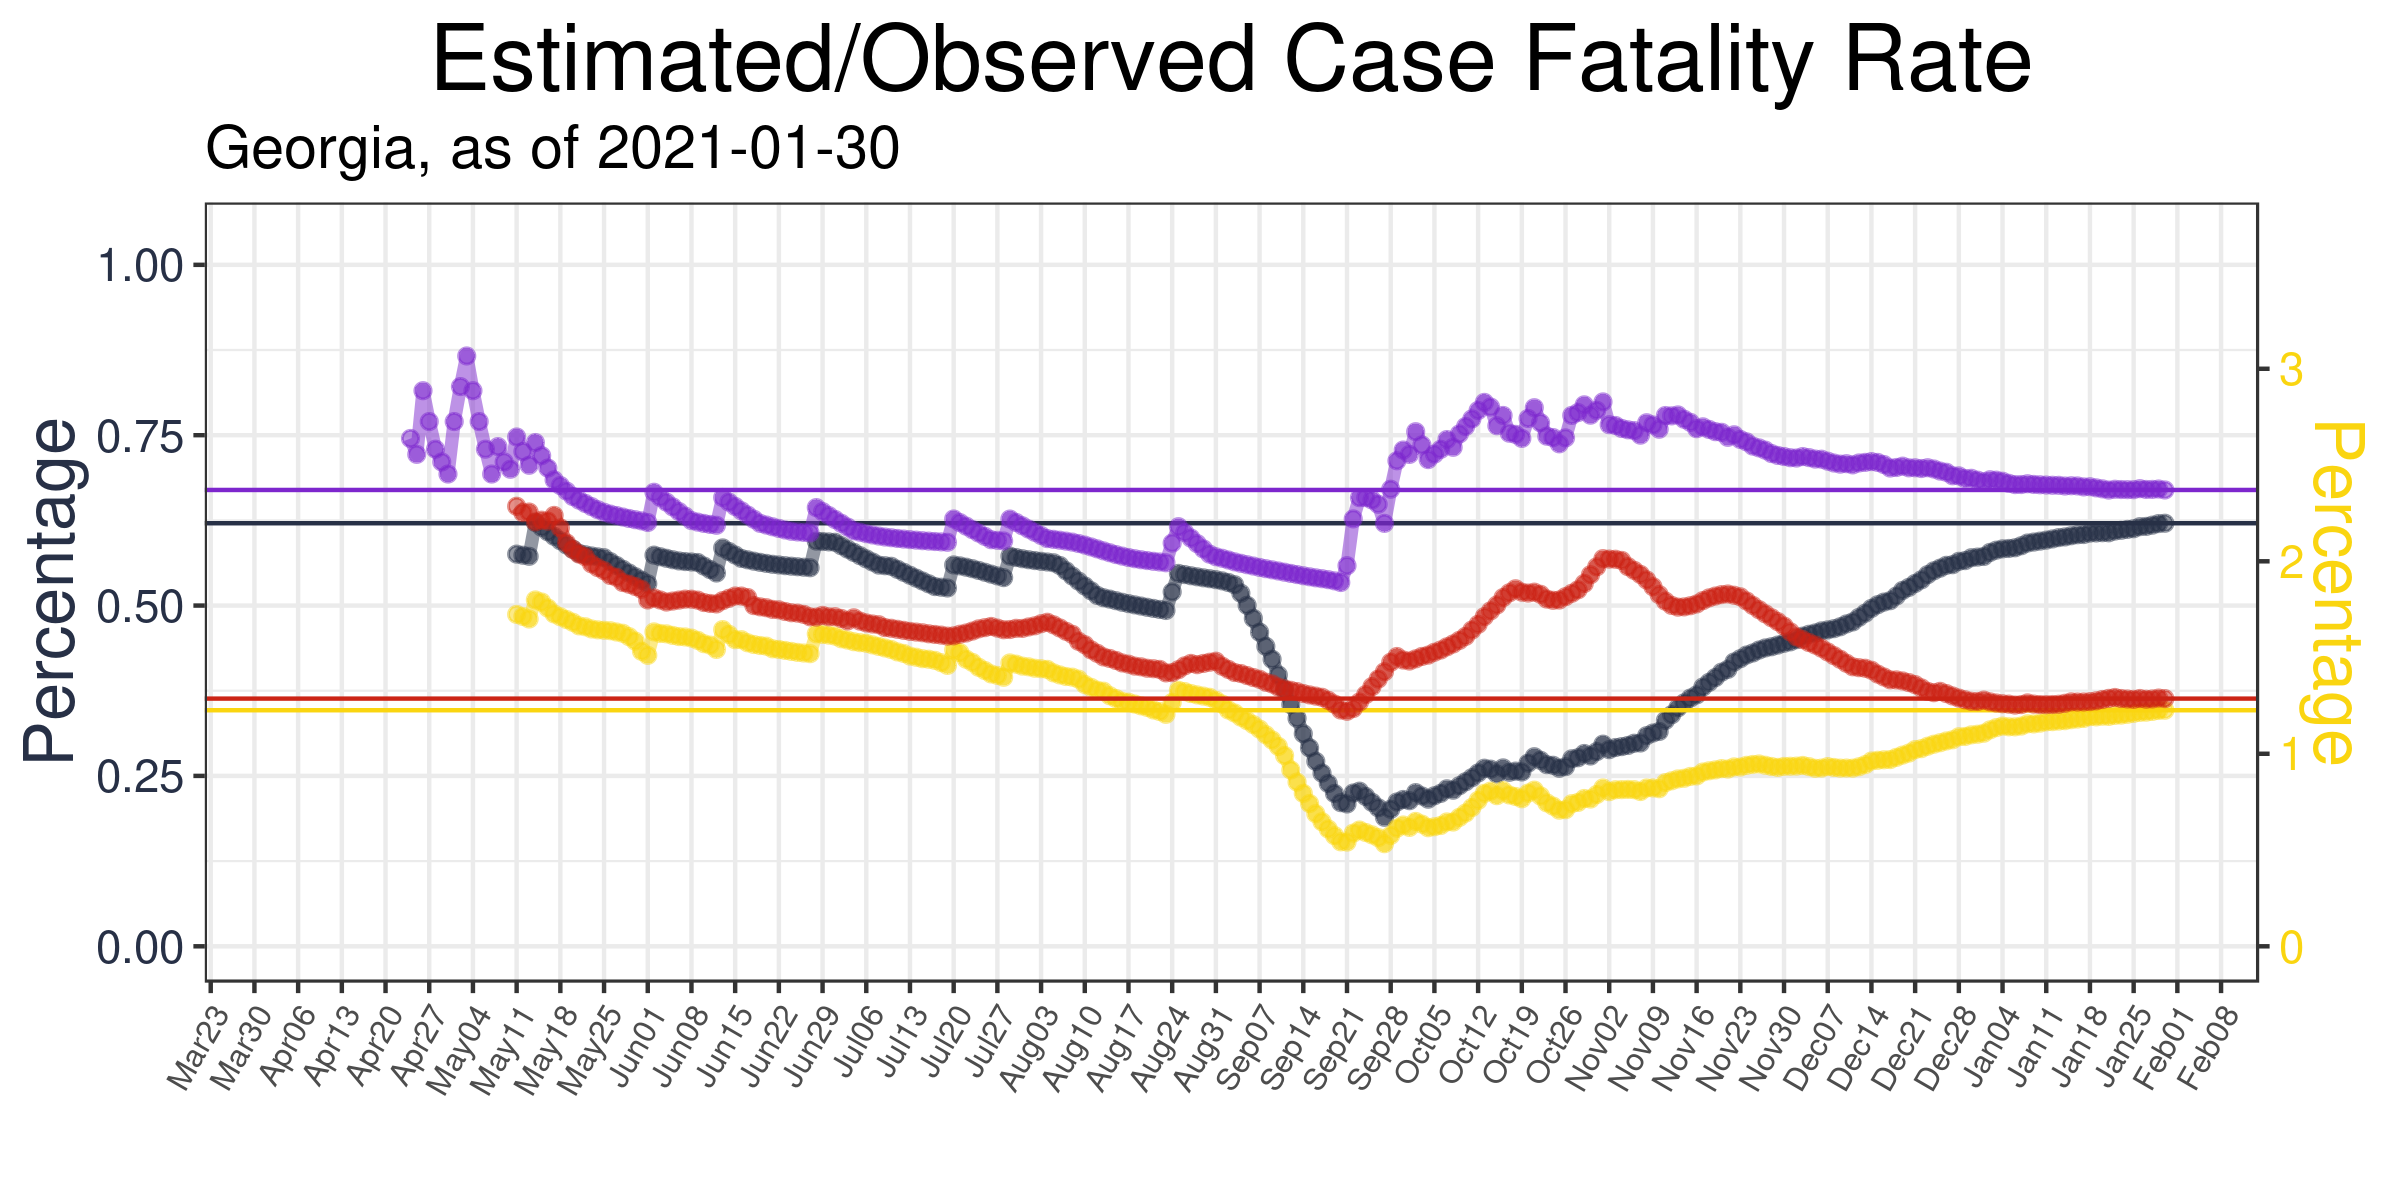 Estimated/Observed Case Fatality Rate
Georgia, as of 2021-01-30
Percentage
1.00
0.75
0.50
0.25
0.00
3
2
1
0
Percentage
Mar23
Mar30
Apr06
Apr13
Apr20
Apr27
May04
May11
May18
May25
Jun01
Jun08
Jun15
Jun22
Jun29
Jul06
Jul13
Jul20
Jul27
Aug03
Aug10
Aug17
Aug24
Aug31
Sep07
Sep14
Sep21
Sep28
Oct05
Oct12
Oct19
Oct26
Nov02
Nov09
Nov16
Nov23
Nov30
Dec07
Dec14
Dec21
Dec28
Jan04
Jan11
Jan18
Jan25
Feb01
Feb08